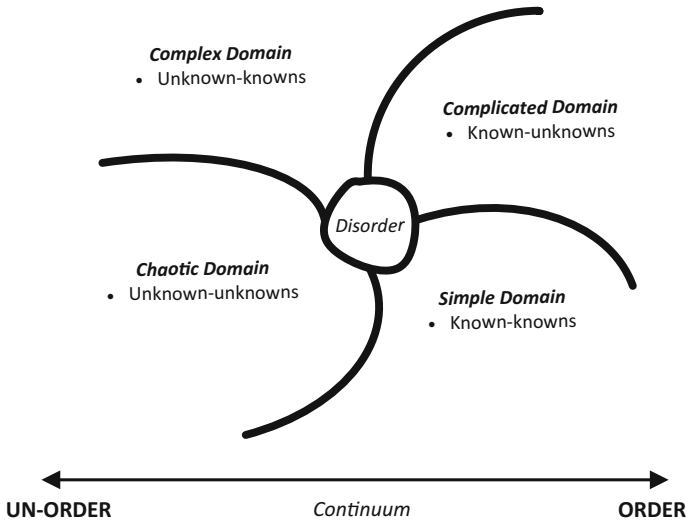 Complex Domain
• Unknown-knowns
Complicated Domain
• Known-unknowns
Disorder
Chaotic Domain
• Unknown-unknowns
Simple Domain
• Known-knowns
UN-ORDER
Continuum
ORDER